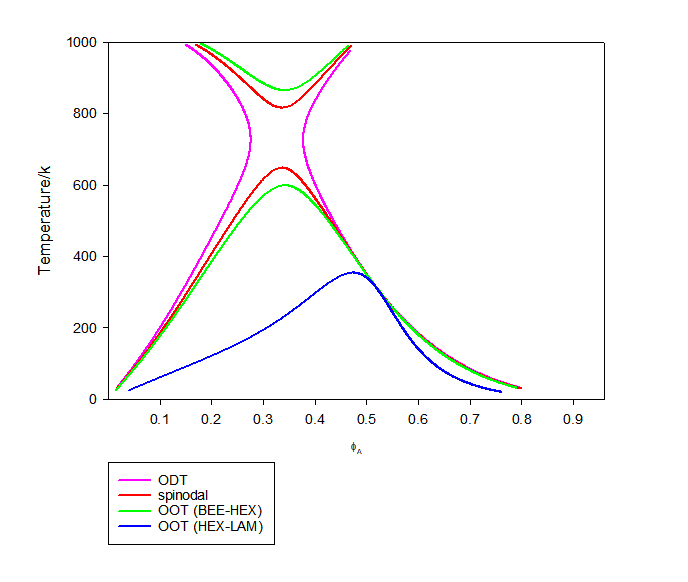 1000
800
600
400
200
0
Temperature/k
0.1 0.2 0.3 0.4 0.5 0.6 0.7 0.8 0.9
ϕA
ODT
spinodal
OOT (BEE-HEX)
OOT (HEX-LAM)